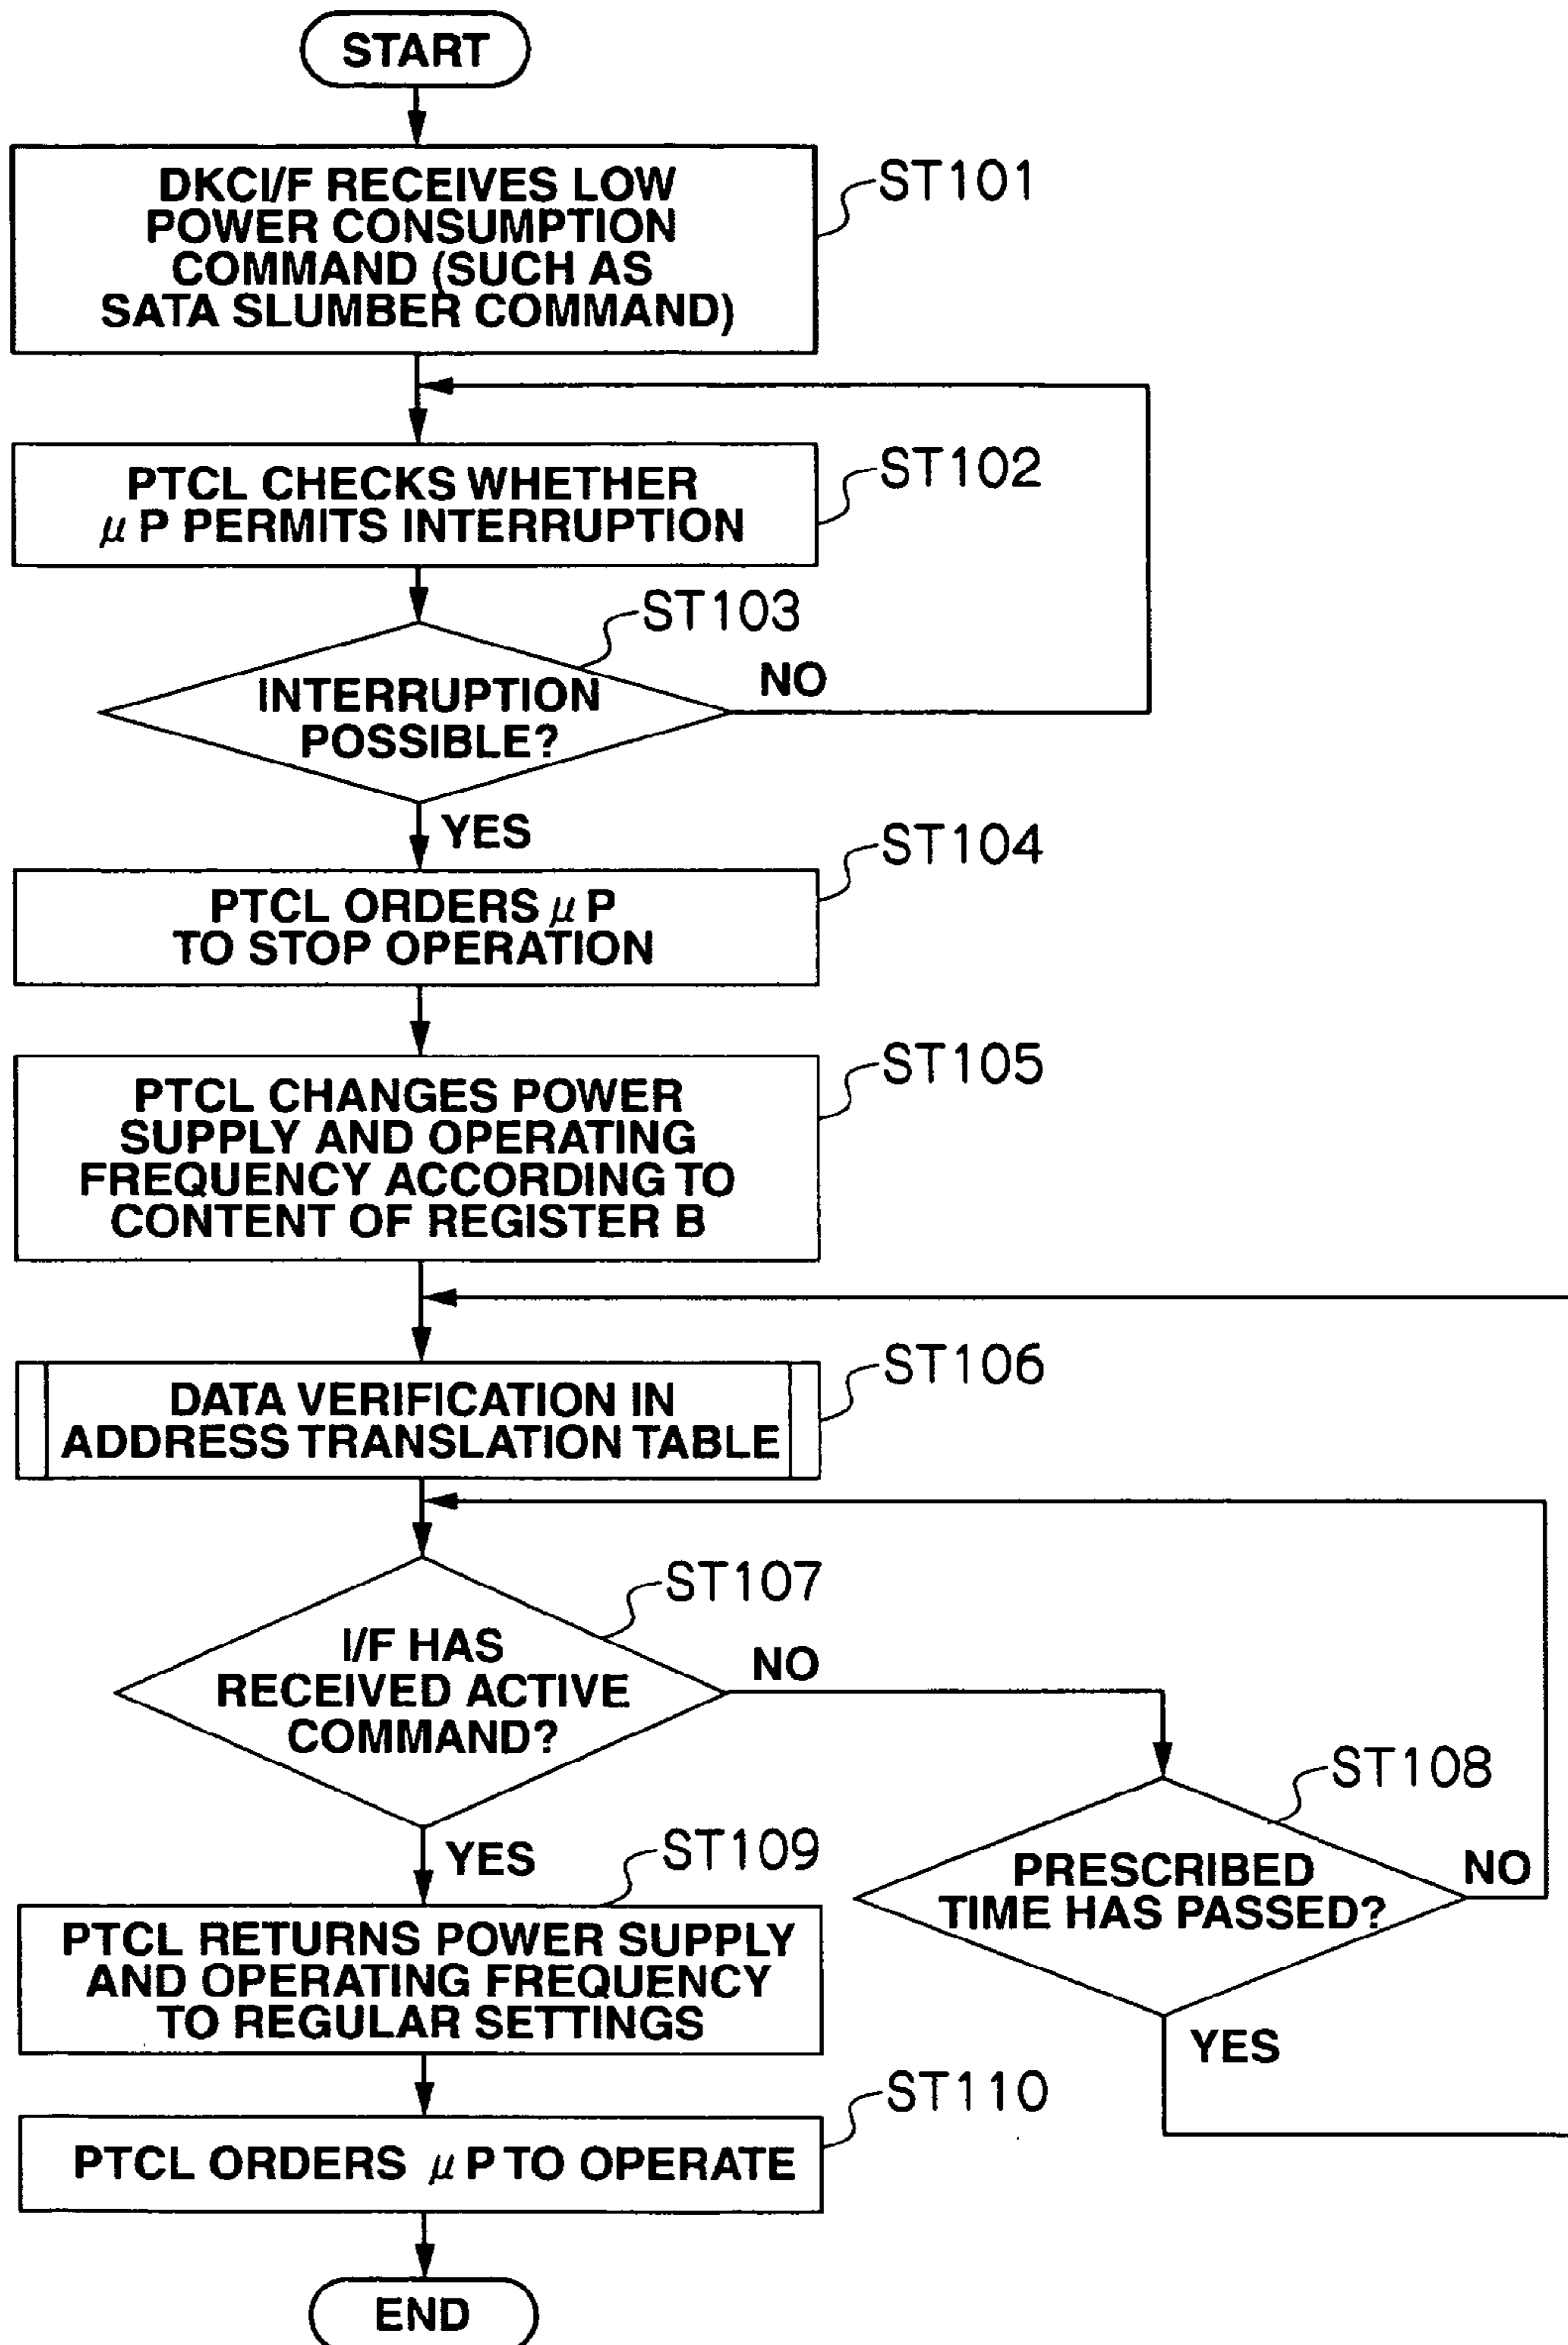 START
DKCI/F RECEIVES LOW
POWER CONSUMPTION
COMMAND (SUCH AS
SATA SLUMBER COMMAND)
ST101
PTCL CHECKS WHETHER
μP PERMITS INTERRUPTION
ST102
ST103
INTERRUPTION
POSSIBLE?
NO
YES
ST104
PTCL ORDERS μP
TO STOP OPERATION
ST105
PTCL CHANGES POWER
SUPPLY AND OPERATING
FREQUENCY ACCORDING TO
CONTENT OF REGISTER B
ST106
DATA VERIFICATION IN
ADDRESS TRANSLATION TABLE
ST107
I/F HAS
RECEIVED ACTIVE
COMMAND?
NO
ST108
PRESCRIBED
TIME HAS PASSED?
NO
YES
YES
ST109
PTCL RETURNS POWER SUPPLY
AND OPERATING FREQUENCY
TO REGULAR SETTINGS
ST110
PTCL ORDERS μP TO OPERATE
END